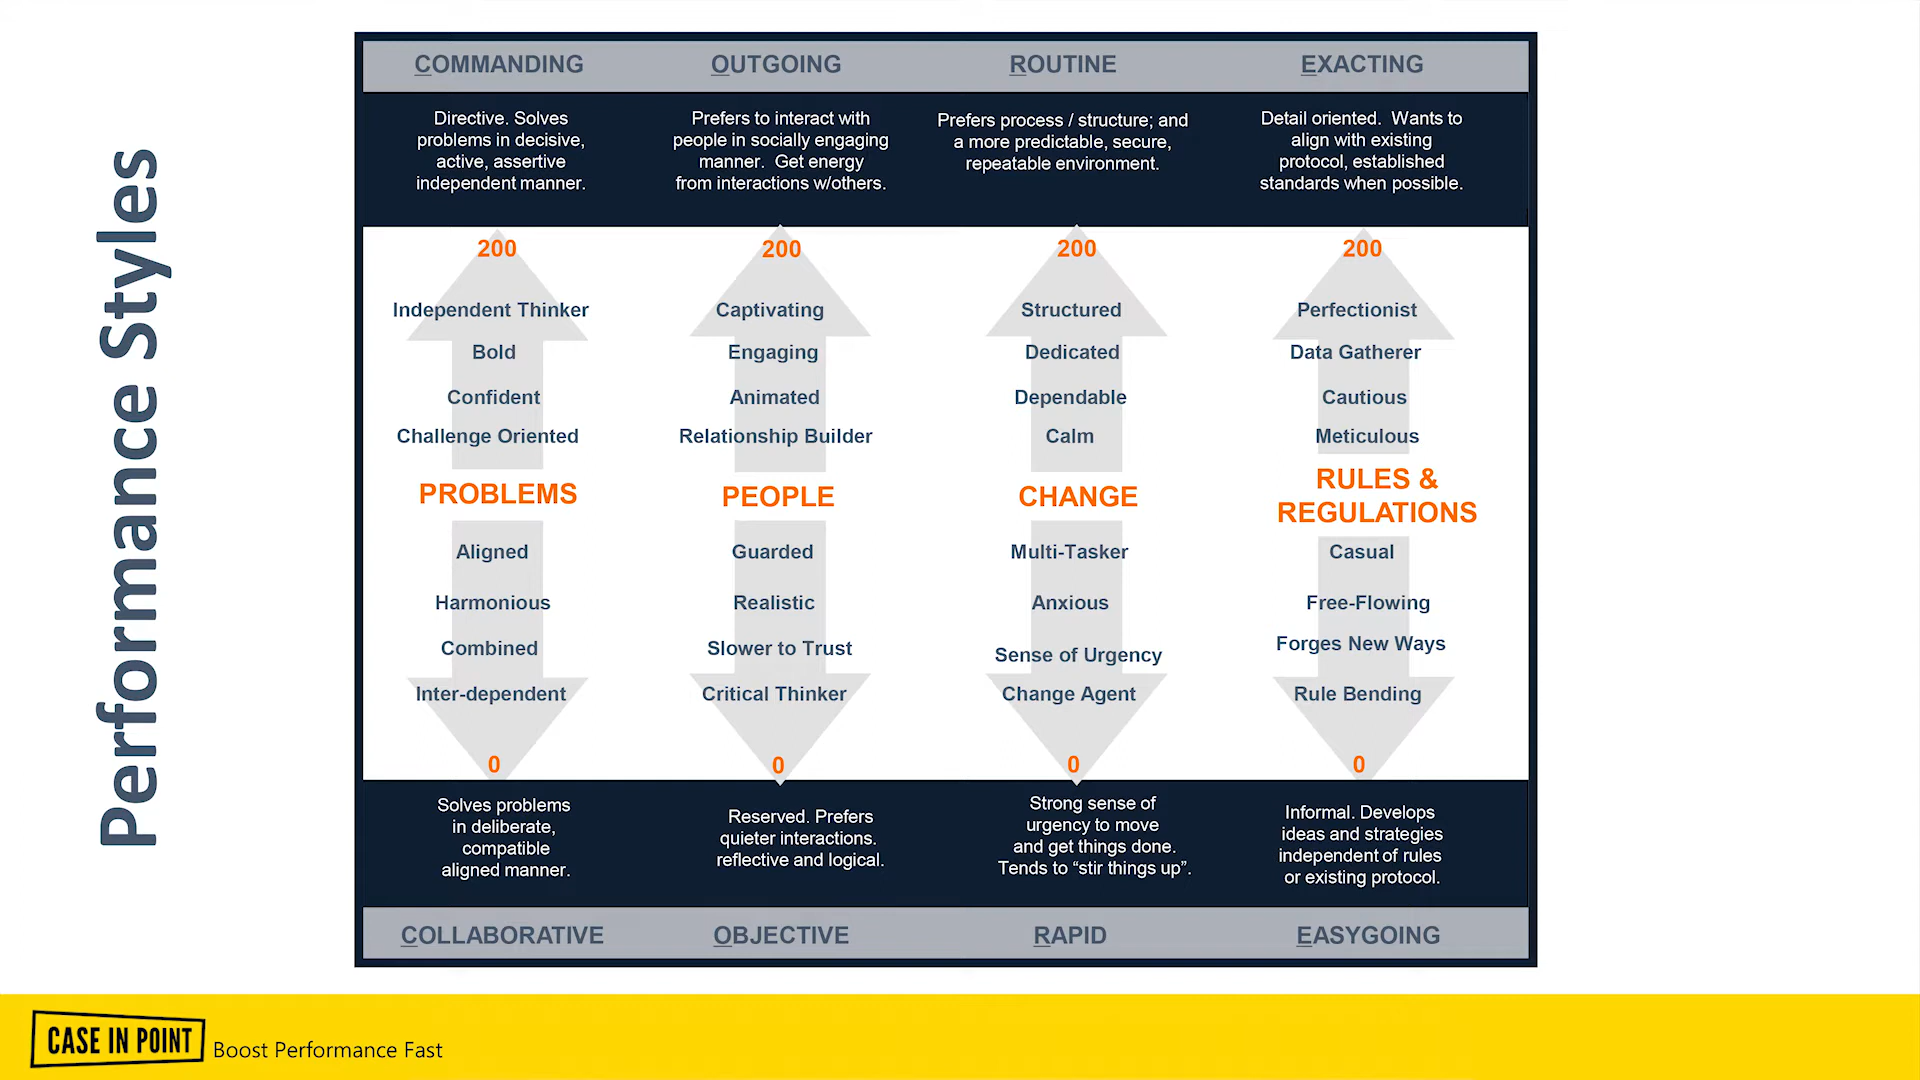 Performance Styles
COMMANDING
OUTGOING
ROUTINE
EXACTING
Directive. Solves
problems in decisive,
active, assertive
independent manner.
Prefers to interact with
people in socially engaging
manner. Get energy
from interactions w/others.
Prefers process / structure; and
a more predictable, secure,
repeatable environment.
Detail oriented. Wants to
align with existing
protocol, established
standards when possible.
200
Independent Thinker
Bold
Confident
Challenge Oriented
PROBLEMS
Aligned
Harmonious
Combined
Inter-dependent
0
200
Captivating
Engaging
Animated
Relationship Builder
PEOPLE
Guarded
Realistic
Slower to Trust
Critical Thinker
0
200
Structured
Dedicated
Dependable
Calm
CHANGE
Multi-Tasker
Anxious
Sense of Urgency
Change Agent
0
200
Perfectionist
Data Gatherer
Cautious
Meticulous
RULES &
REGULATIONS
Casual
Free-Flowing
Forges New Ways
Rule Bending
0
Solves problems
in deliberate,
compatible
aligned manner.
Reserved. Prefers
quieter interactions.
reflective and logical.
Strong sense of
urgency to move
and get things done.
Tends to “stir things up”.
Informal. Develops
ideas and strategies
independent of rules
or existing protocol.
COLLABORATIVE
OBJECTIVE
RAPID
EASYGOING
CASE IN POINT
Boost Performance Fast